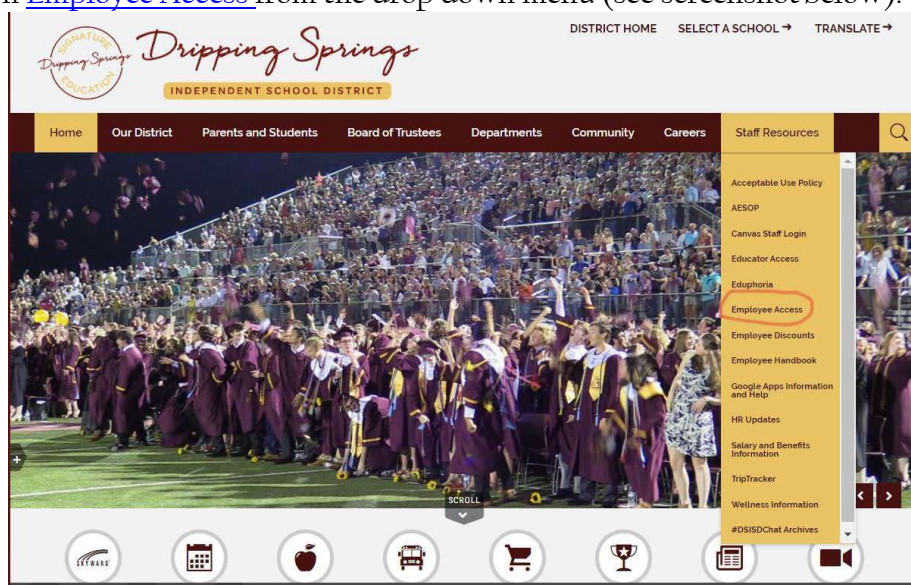 Employee Access from the drop down menu (see screenshot below).
DISTRICT HOME SELECT A SCHOOL → TRANSLATE →
SIGNATURE
Dripping Springs
EDUCATION
Dripping Springs
INDEPENDENT SCHOOL DISTRICT
Home Our District Parents and Students Board of Trustees Departments Community Careers Staff Resources
Acceptable Use Policy
AESOP
Canvas Staff Login
Educator Access
Eduphoria
Employee Access
Employee Discounts
Employee Handbook
Google Apps Information
and Help
HR Updates
Salary and Benefits
Information
TripTracker
Wellness Information
#DSISDChat Archives
SCROLL
SKYWARD